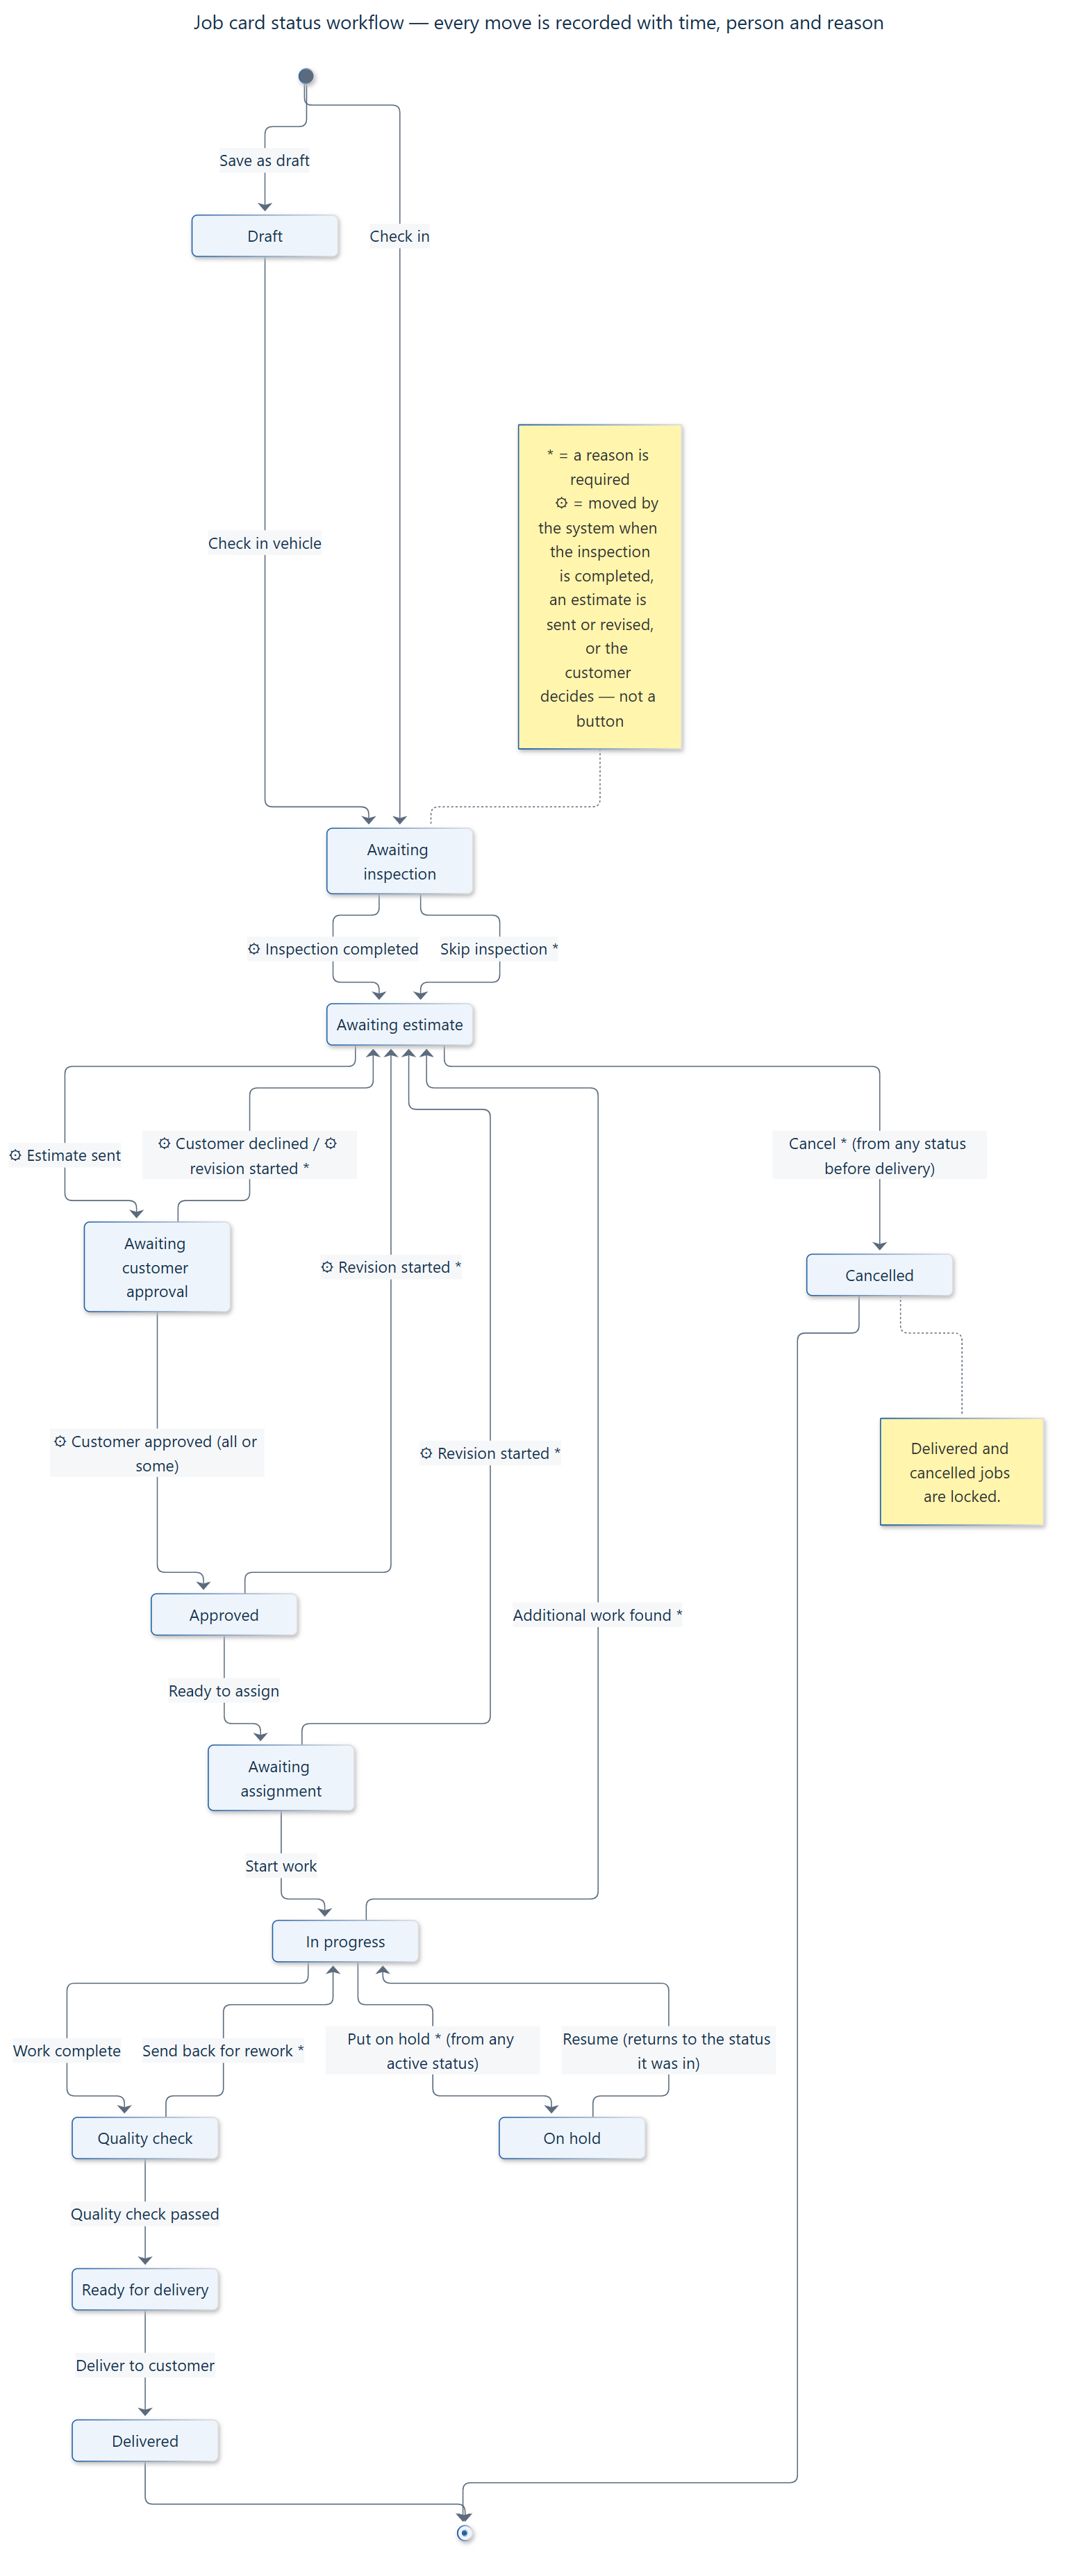 Job card status workflow — every move is recorded with time, person and reason
Save as draft
Draft
Check in
* = a reason is
required
⚙ = moved by
the system when
the inspection
is completed,
an estimate is
sent or revised,
or the
customer
decides — not a
button
Check in vehicle
Awaiting
inspection
⚙ Inspection completed
Skip inspection *
Awaiting estimate
⚙ Estimate sent
⚙ Customer declined / ⚙
revision started *
Cancel * (from any status
before delivery)
Awaiting
customer
approval
⚙ Revision started *
Cancelled
⚙ Customer approved (all or
some)
⚙ Revision started *
Delivered and
cancelled jobs
are locked.
Approved
Additional work found *
Ready to assign
Awaiting
assignment
Start work
In progress
Work complete
Send back for rework *
Put on hold * (from any
active status)
Resume (returns to the status
it was in)
Quality check
On hold
Quality check passed
Ready for delivery
Deliver to customer
Delivered